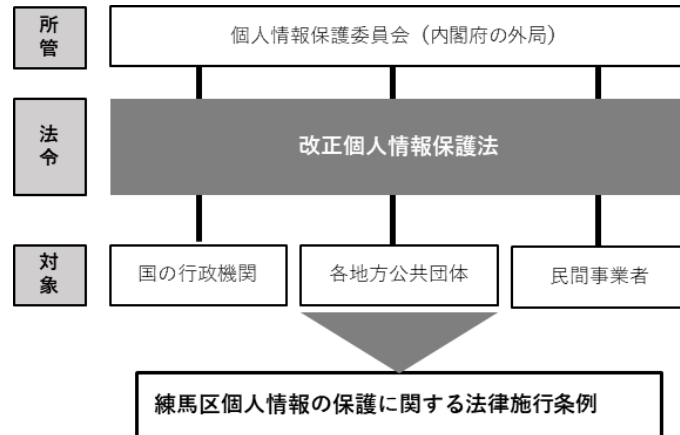 所管
個人情報保護委員会（内閣府の外局）
法令
改正個人情報保護法
対象
国の行政機関
各地方公共団体
民間事業者
練馬区個人情報の保護に関する法律施行条例